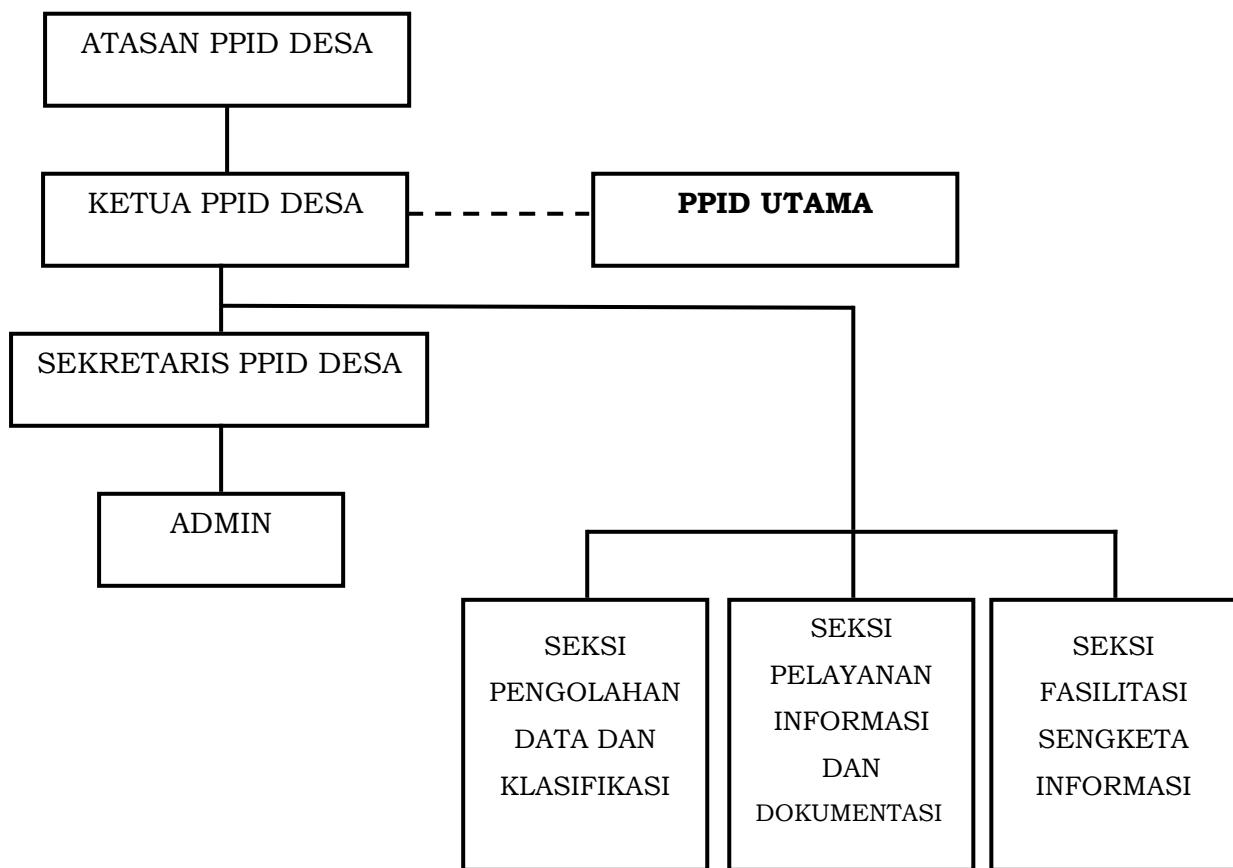 ATASAN PPID DESA
KETUA PPID DESA
PPID UTAMA
SEKRETARIS PPID DESA
ADMIN
SEKSI
PENGOLAHAN
DATA DAN
KLASIFIKASI
SEKSI
PELAYANAN
INFORMASI
DAN
DOKUMENTASI
SEKSI
FASILITASI
SENGKETA
INFORMASI